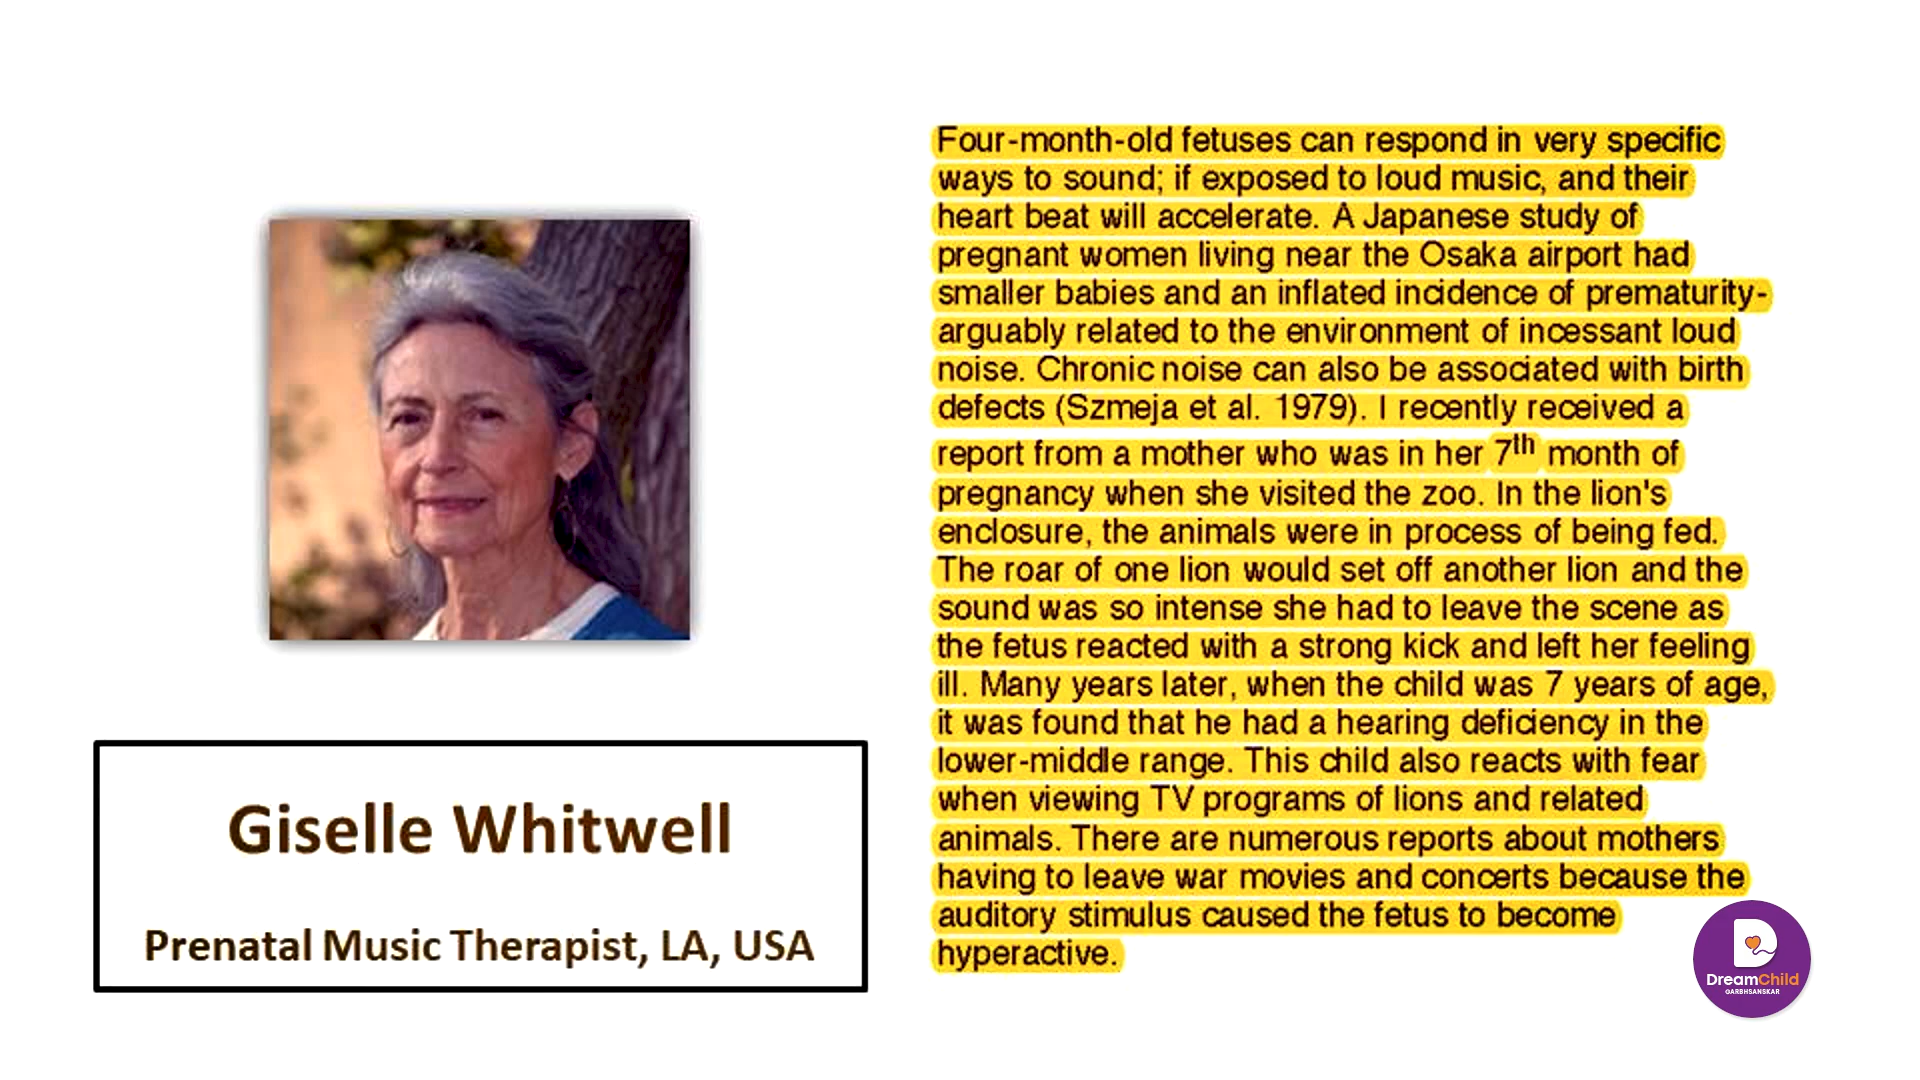 Four-month-old fetuses can respond in very specific
ways to sound; if exposed to loud music, and their
heart beat will accelerate. A Japanese study of
pregnant women living near the Osaka airport had
smaller babies and an inflated incidence of prematurity-
arguably related to the environment of incessant loud
noise. Chronic noise can also be associated with birth
defects (Szmeja et al. 1979). I recently received a
report from a mother who was in her 7th month of
pregnancy when she visited the zoo. In the lion's
enclosure, the animals were in process of being fed.
The roar of one lion would set off another lion and the
sound was so intense she had to leave the scene as
the fetus reacted with a strong kick and left her feeling
ill. Many years later, when the child was 7 years of age,
it was found that he had a hearing deficiency in the
lower-middle range. This child also reacts with fear
when viewing TV programs of lions and related
animals. There are numerous reports about mothers
having to leave war movies and concerts because the
auditory stimulus caused the fetus to become
hyperactive.
Giselle Whitwell
Prenatal Music Therapist, LA, USA
DreamChild
GARBHSANSKAR